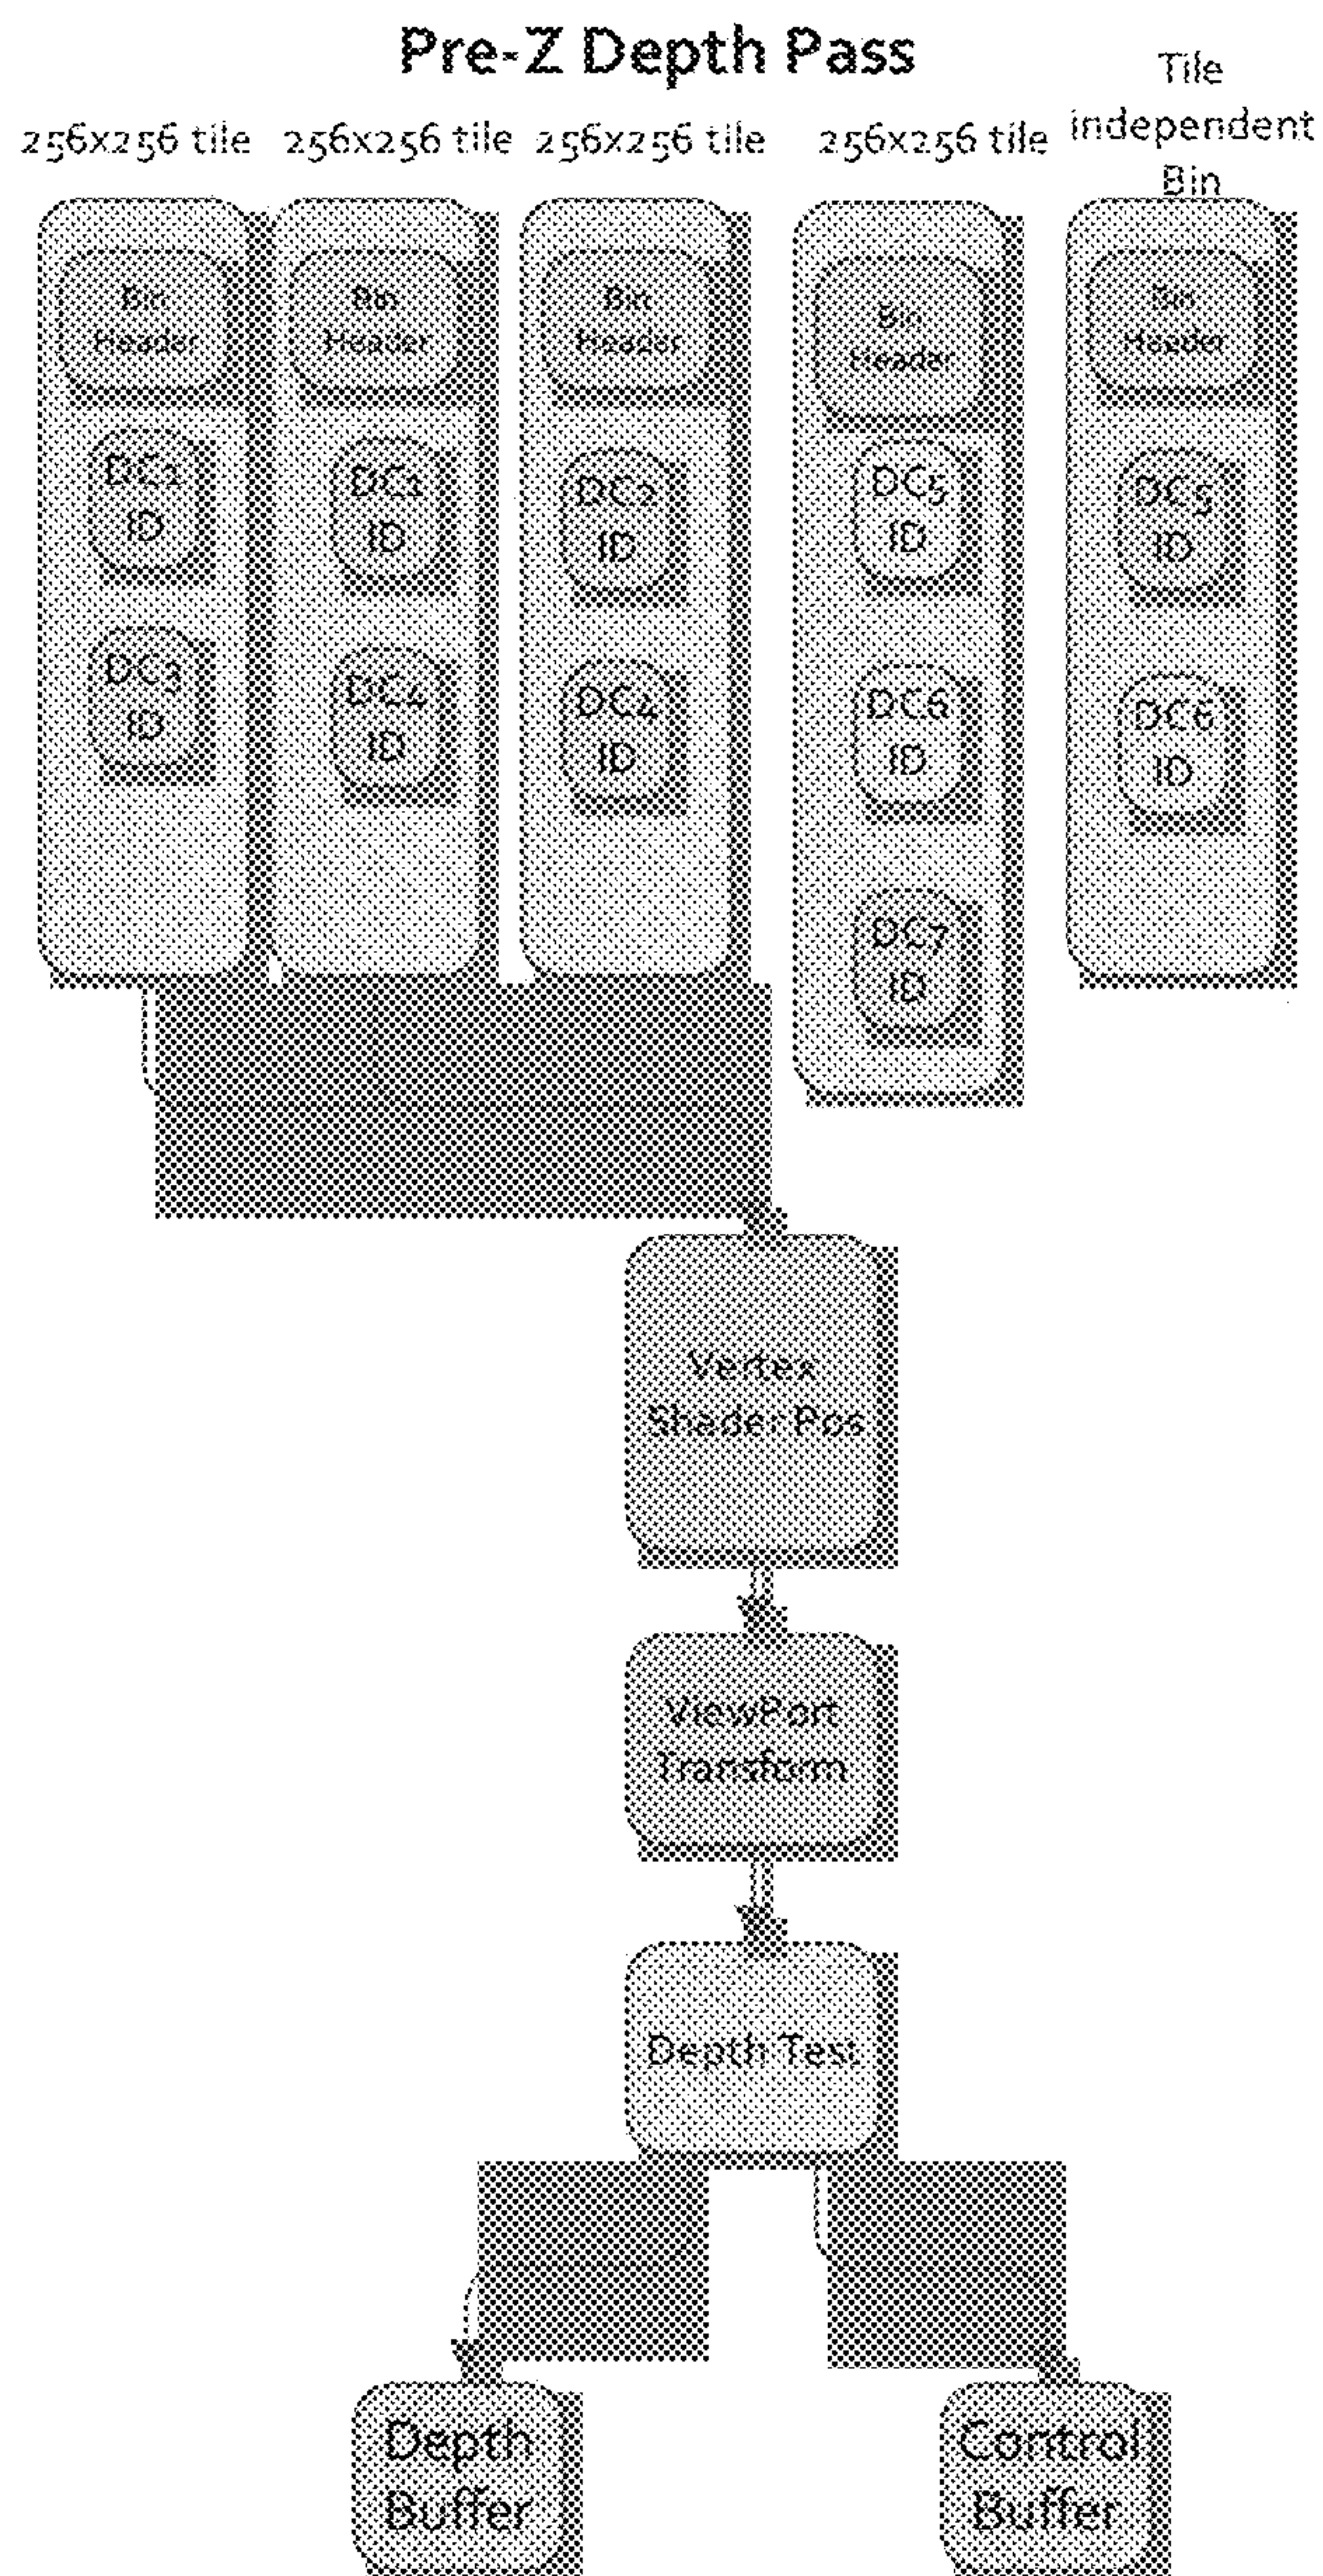 Pre-Z Depth Pass
256x256 tile
256x256 tile
256x256 tile
256x256 tile
Tile
independent
Bin
Bin
Header
DC1
ID
DC3
ID
Bin
Header
DC1
ID
DC4
ID
Bin
Header
DC2
ID
DC4
ID
Bin
Header
DC5
ID
DC6
ID
DC7
ID
Bin
Header
DC5
ID
DC6
ID
Vertex
Shader Pos
ViewPort
Transform
Depth Test
Depth
Buffer
Control
Buffer